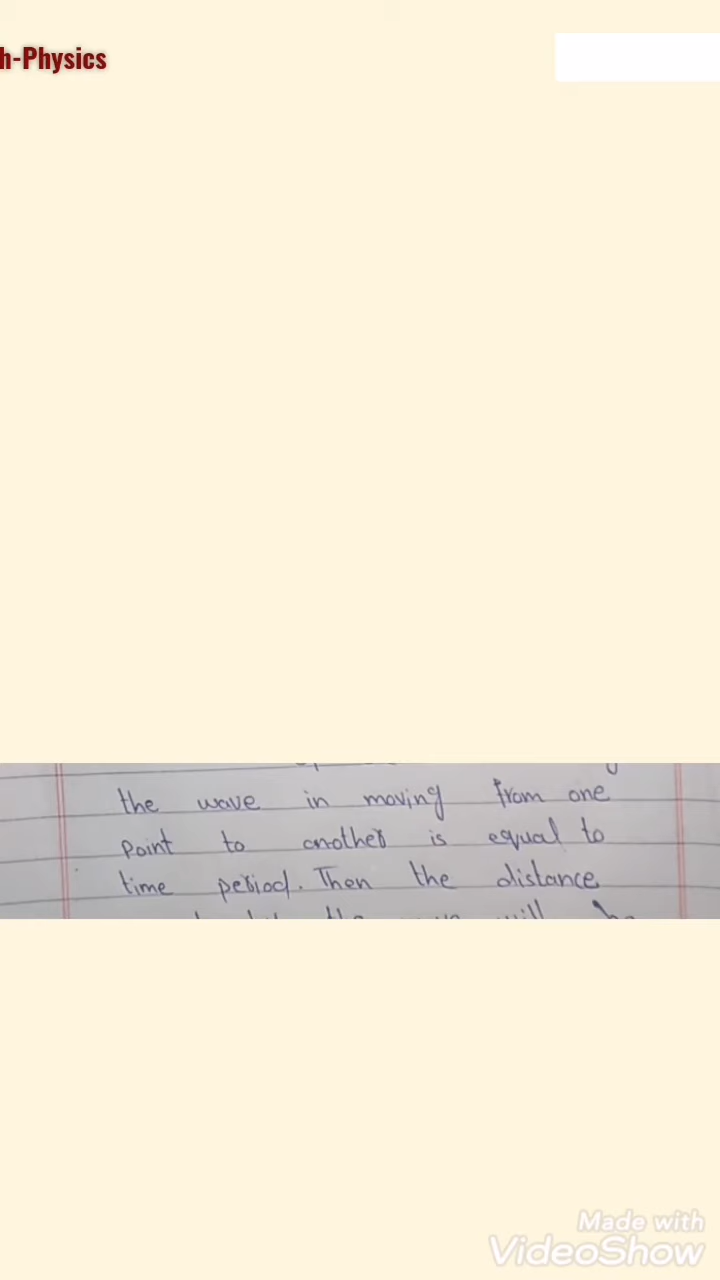 h-Physics
the wave in moving from one
point to another is equal to
time period. Then the distance
will
Made with
VideoShow